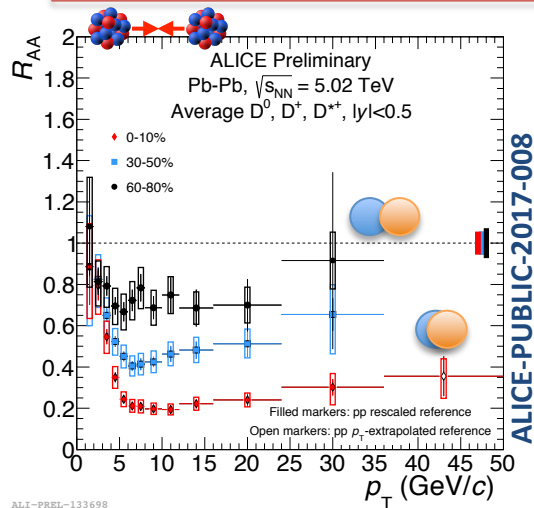 R_AA
2
1.8
1.6
1.4
1.2
1
0.8
0.6
0.4
0.2
0
ALICE Preliminary
Pb-Pb, √s_NN = 5.02 TeV
Average D⁰, D⁺, D*⁺, |y|<0.5
0-10%
30-50%
60-80%
Filled markers: pp rescaled reference
Open markers: pp p_T-extrapolated reference
0 5 10 15 20 25 30 35 40 45 50
p_T (GeV/c)
ALICE-PUBLIC-2017-008
ALI-PREL-133698